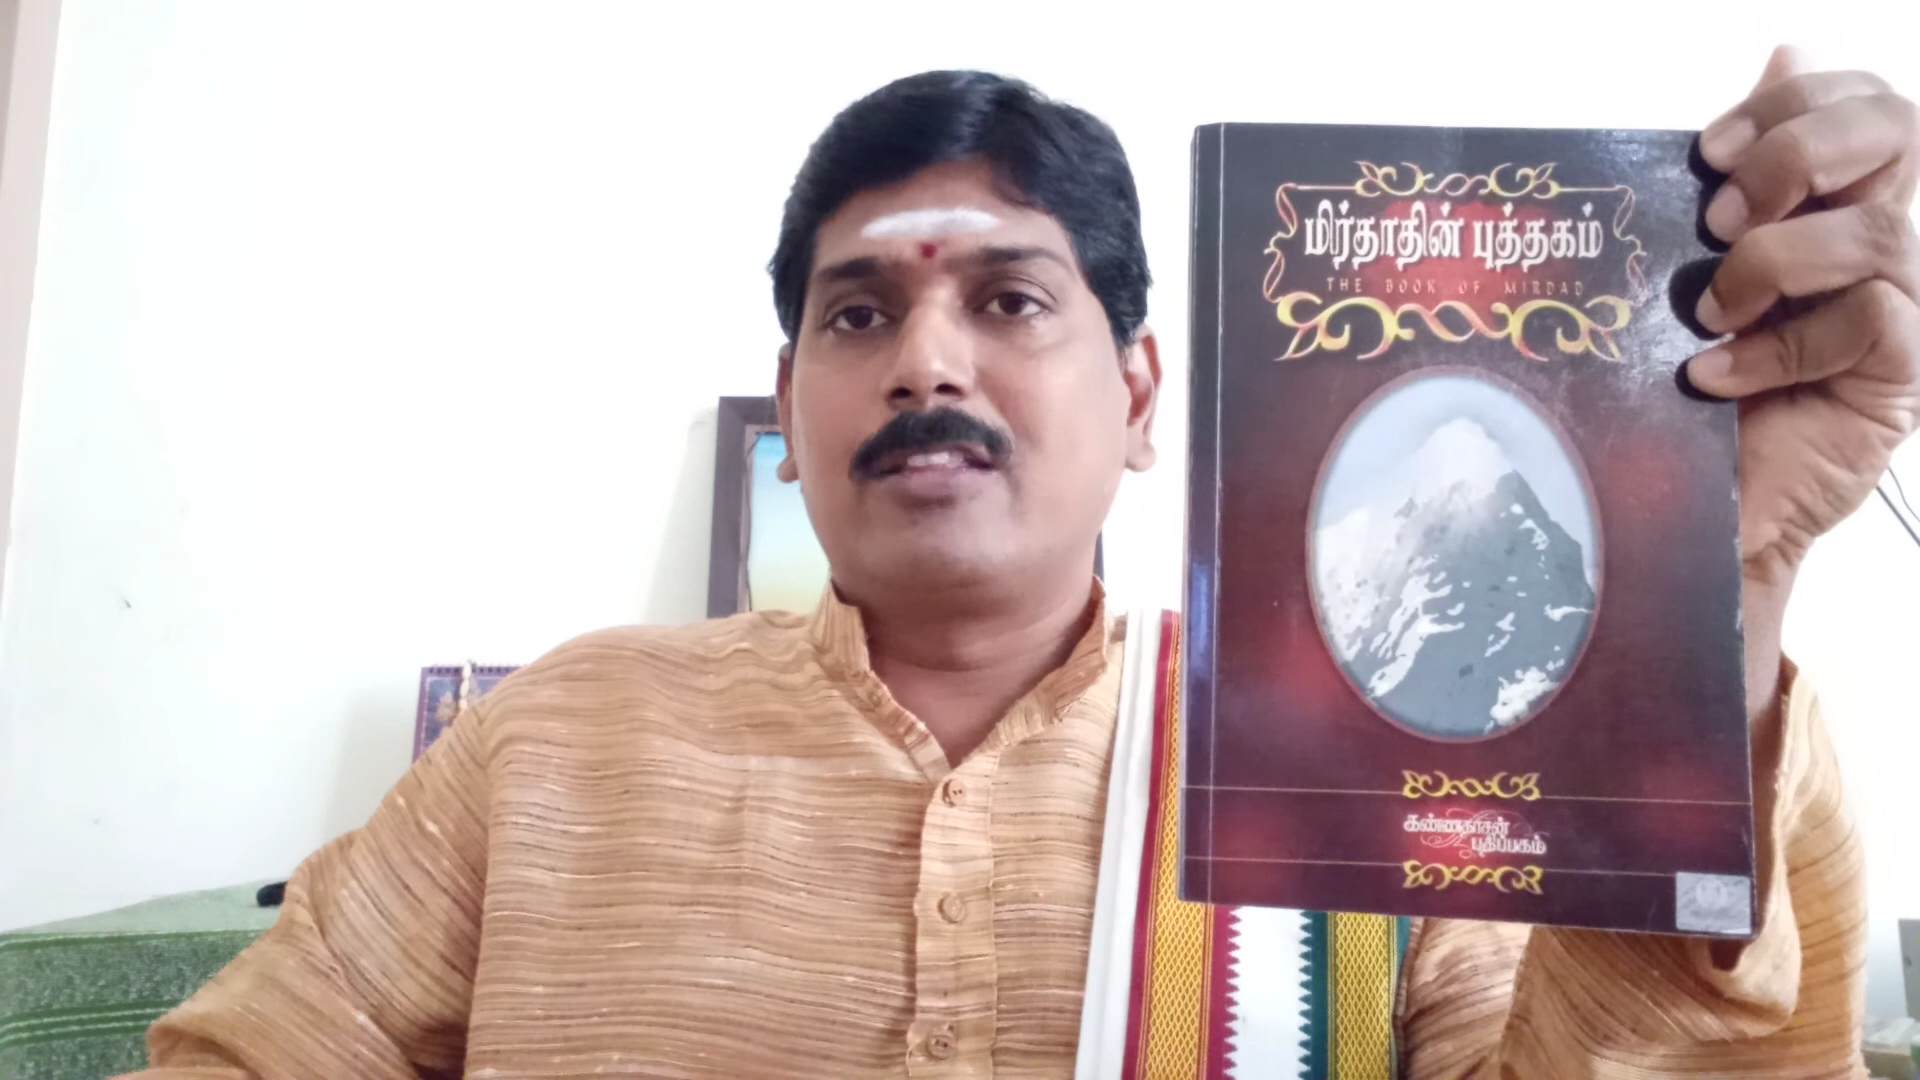 மிர்தாதின் புத்தகம்
THE BOOK OF MIRDAD
கண்ணதாசன்
பதிப்பகம்